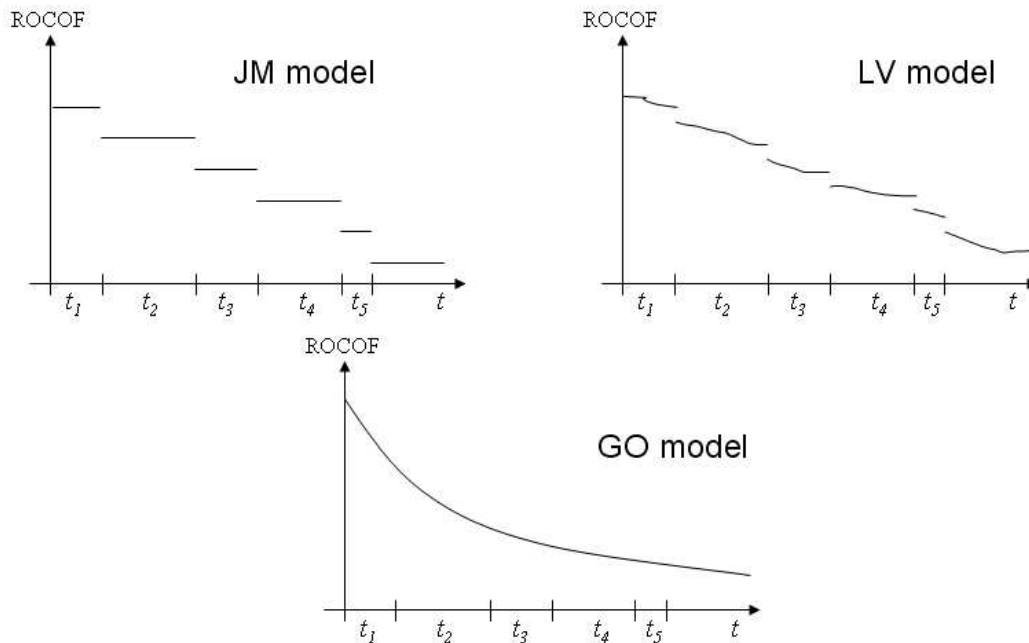 ROCOF
JM model
t1 t2 t3 t4 t5 t
ROCOF
LV model
t1 t2 t3 t4 t5 t
ROCOF
GO model
t1 t2 t3 t4 t5 t